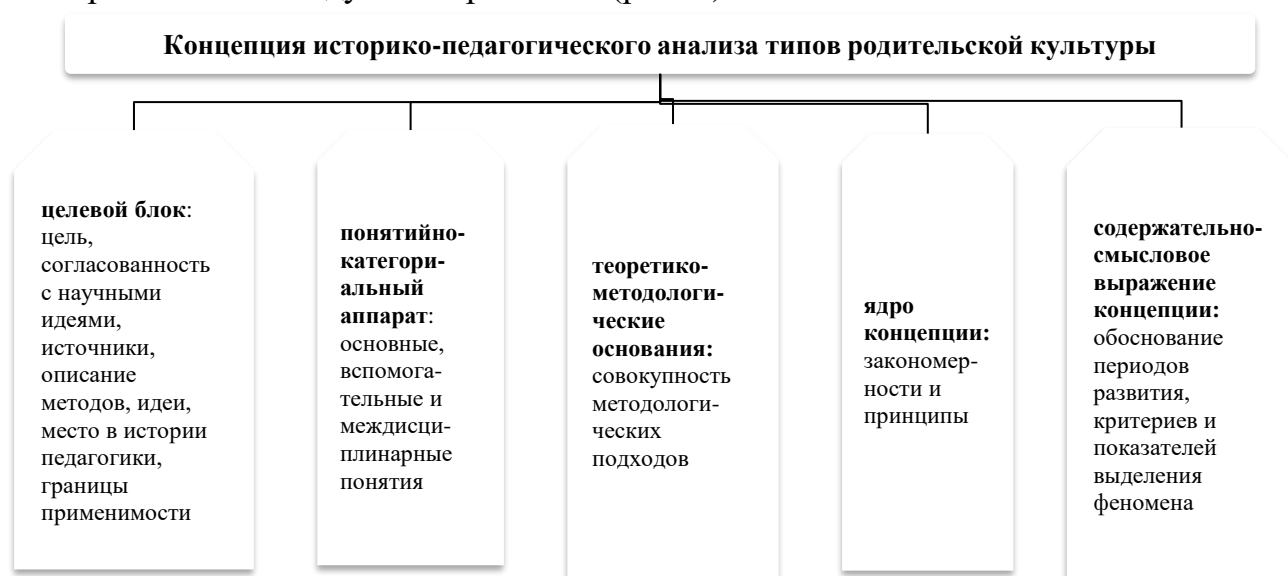 Концепция историко-педагогического анализа типов родительской культуры
целевой блок:
цель,
согласованность
с научными
идеями,
источники,
описание
методов, идеи,
место в истории
педагогики,
границы
применимости
понятийно-
категори-
альный
аппарат:
основные,
вспомога-
тельные и
междисци-
плинарные
понятия
теоретико-
методологи-
ческие
основания:
совокупность
методологи-
ческих
подходов
ядро
концепции:
закономер-
ности и
принципы
содержательно-
смысловое
выражение
концепции:
обоснование
периодов
развития,
критериев и
показателей
выделения
феномена